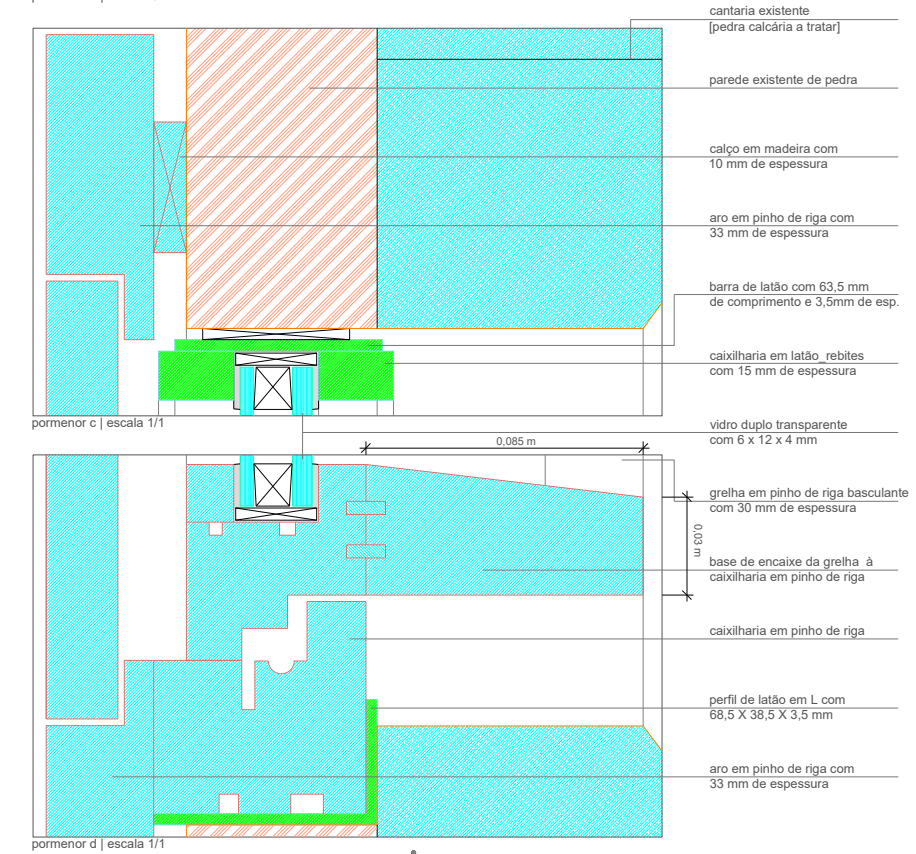 cantaria existente
[pedra calcária a tratar]
parede existente de pedra
calço em madeira com
10 mm de espessura
aro em pinho de riga com
33 mm de espessura
barra de latão com 63,5 mm
de comprimento e 3,5mm de esp.
caixilharia em latão_rebites
com 15 mm de espessura
pormenor c | escala 1/1
vidro duplo transparente
com 6 x 12 x 4 mm
0,085 m
grelha em pinho de riga basculante
com 30 mm de espessura
0,03 m
base de encaixe da grelha à
caixilharia em pinho de riga
caixilharia em pinho de riga
perfil de latão em L com
68,5 X 38,5 X 3,5 mm
aro em pinho de riga com
33 mm de espessura
pormenor d | escala 1/1